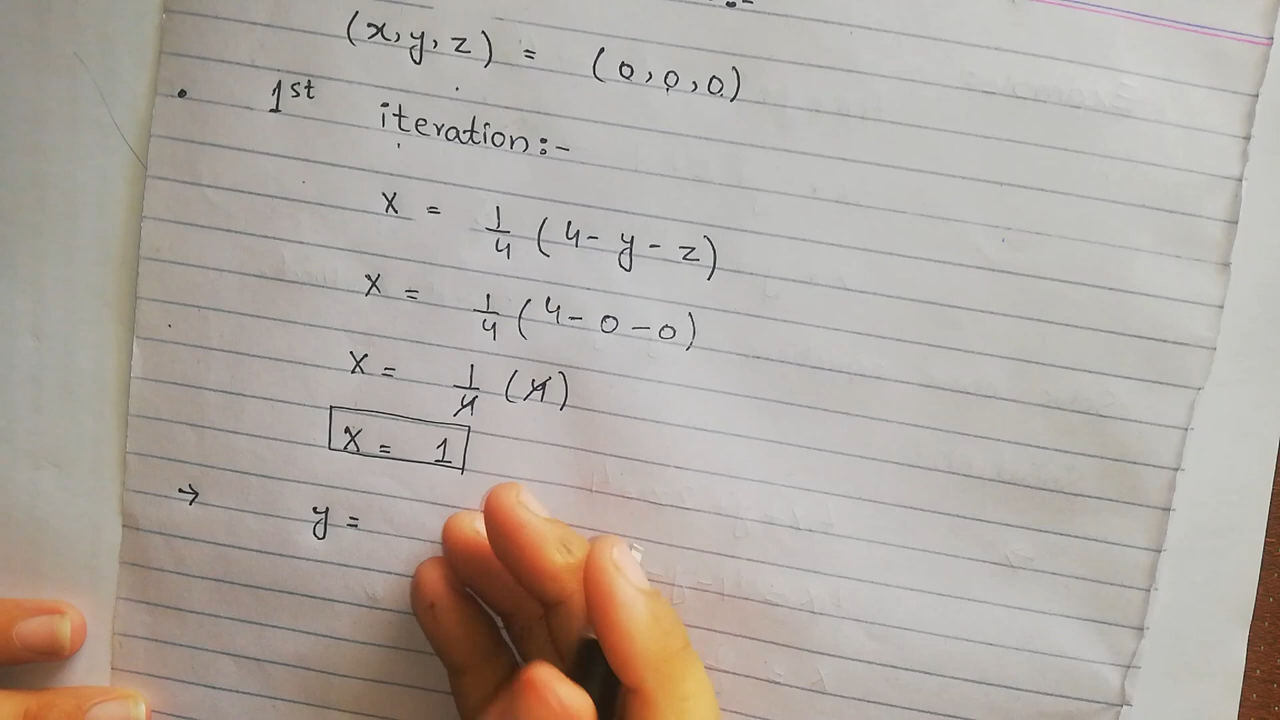 (x, y, z) = (0, 0, 0)
• 1st iteration:-
x = 1/4 (4 - y - z)
x = 1/4 (4 - 0 - 0)
x = 1/4 (4)
x = 1
→ y =